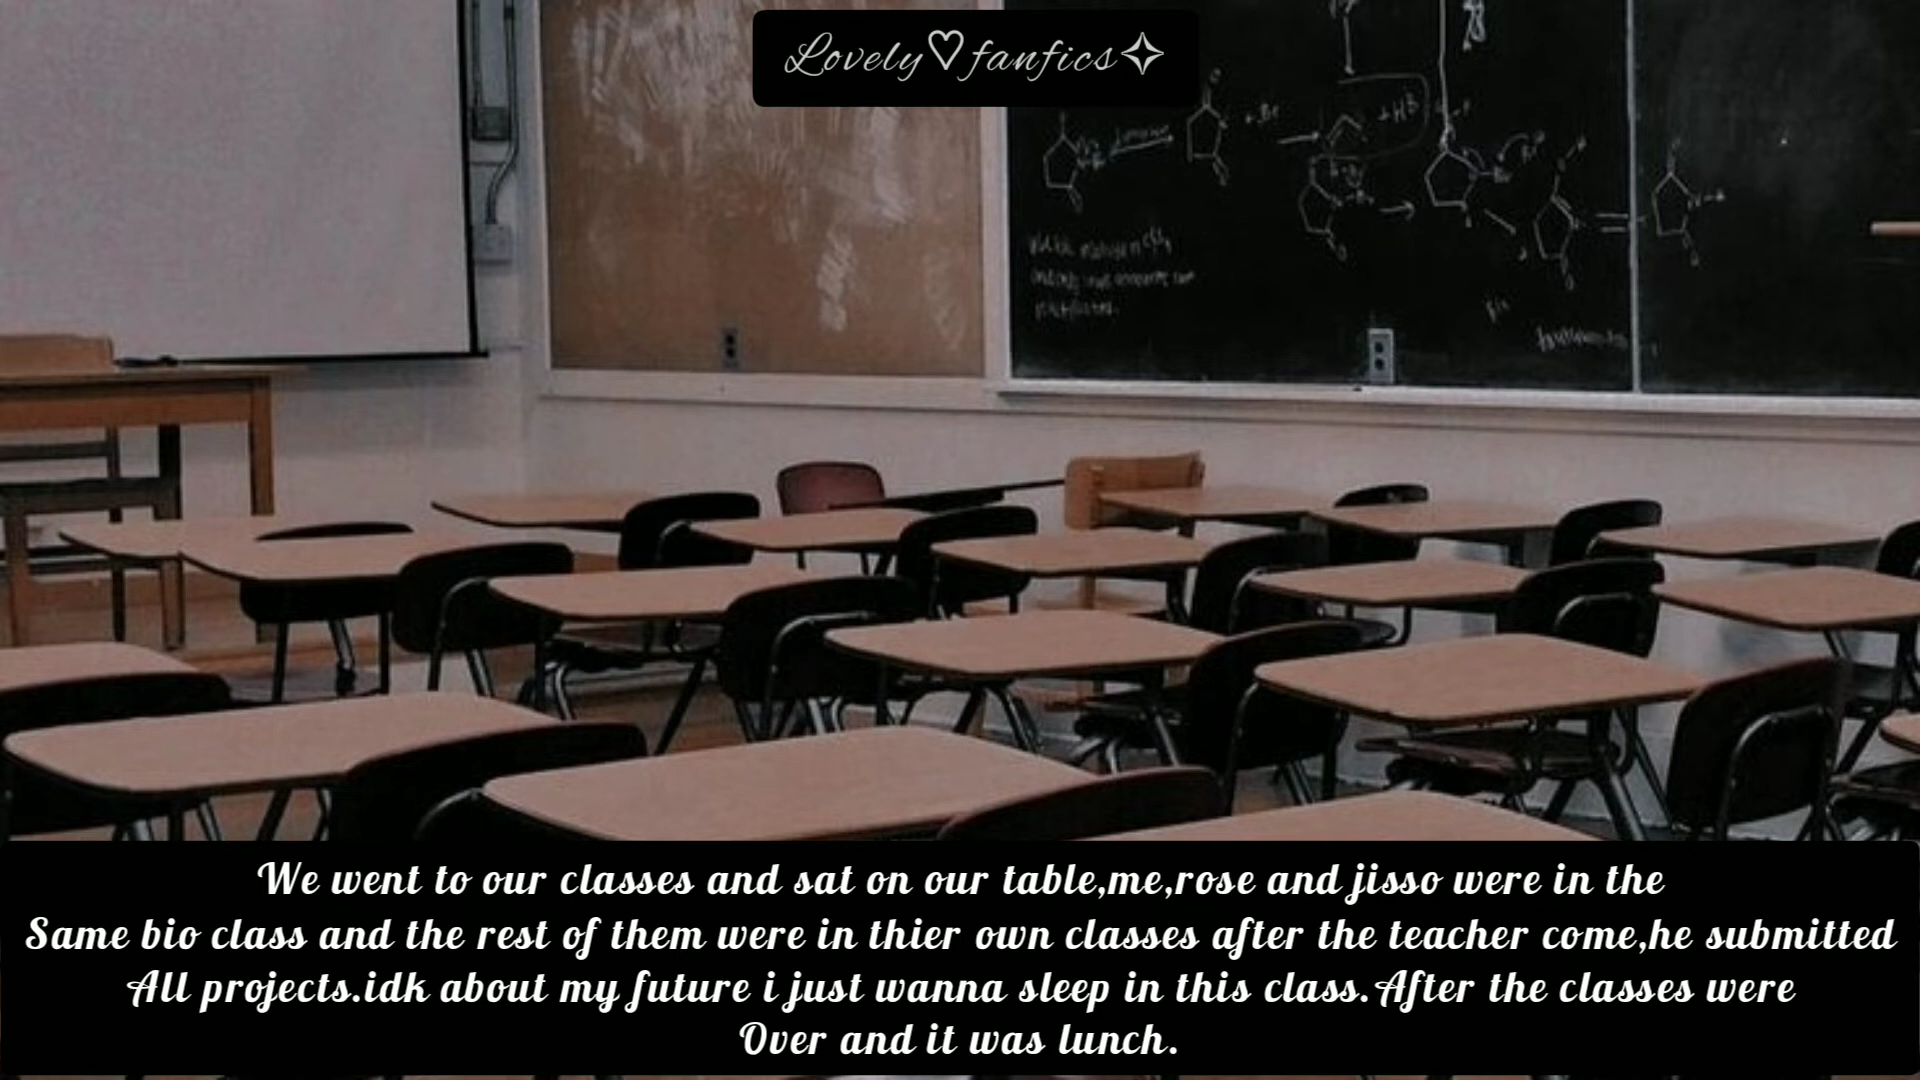 Lovely♡fanfics✧
We went to our classes and sat on our table,me,rose and jisso were in the
Same bio class and the rest of them were in thier own classes after the teacher come,he submitted
All projects.idk about my future i just wanna sleep in this class.After the classes were
Over and it was lunch.